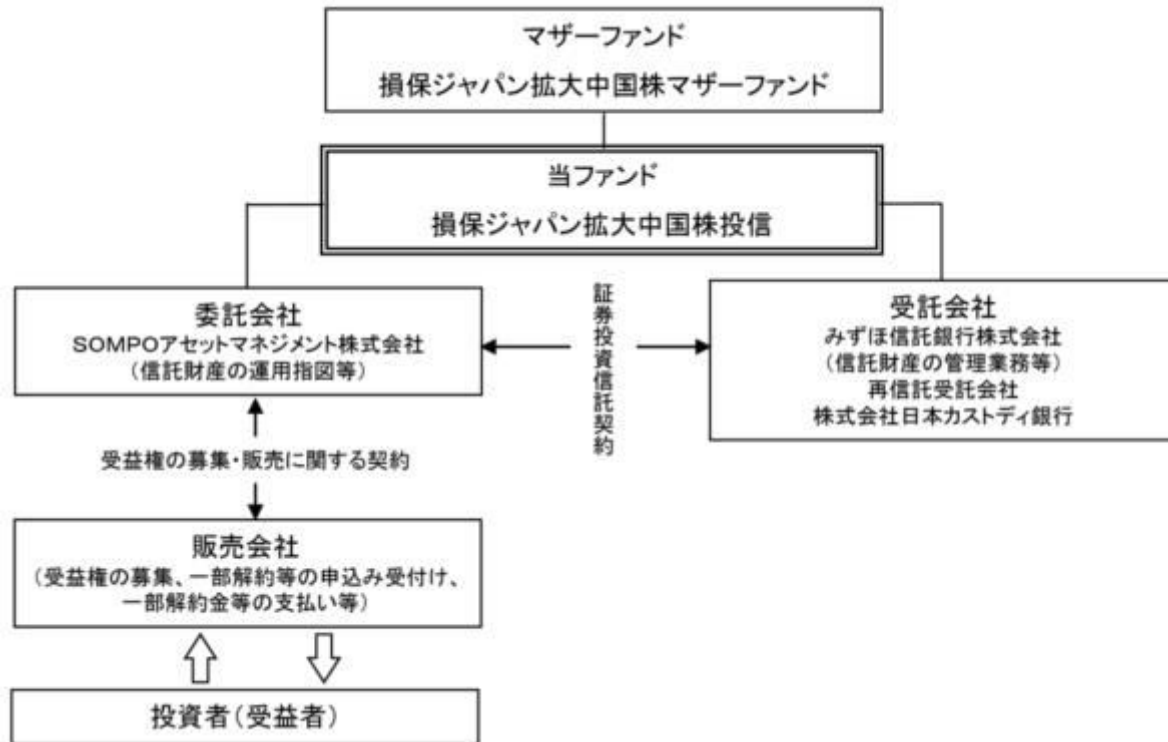 マザーファンド
損保ジャパン拡大中国株マザーファンド
当ファンド
損保ジャパン拡大中国株投信
委託会社
SOMPOアセットマネジメント株式会社
（信託財産の運用指図等）
証券投資信託契約
受託会社
みずほ信託銀行株式会社
（信託財産の管理業務等）
再信託受託会社
株式会社日本カストディ銀行
受益権の募集・販売に関する契約
販売会社
（受益権の募集、一部解約等の申込み受付け、
一部解約金等の支払い等）
投資者（受益者）